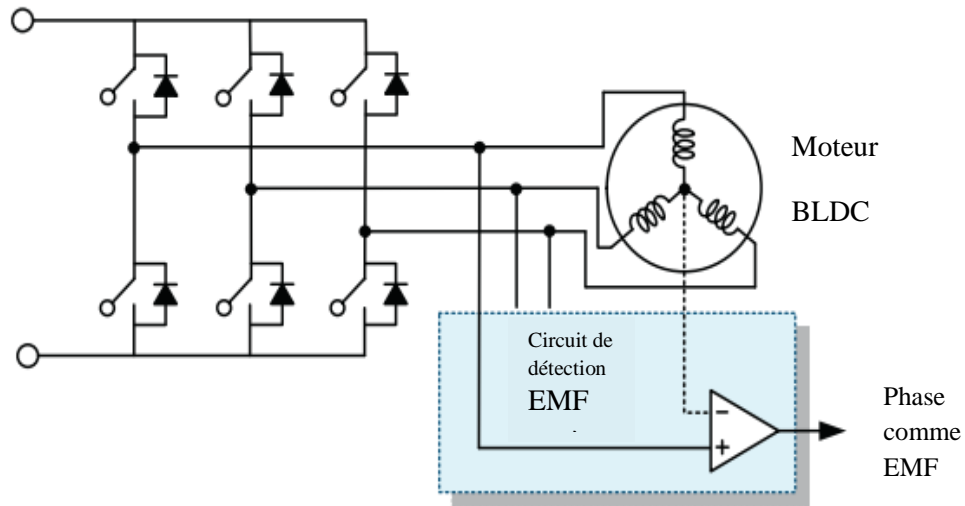 Moteur
BLDC
Circuit de
détection
EMF
.
−
+
Phase
comme
EMF